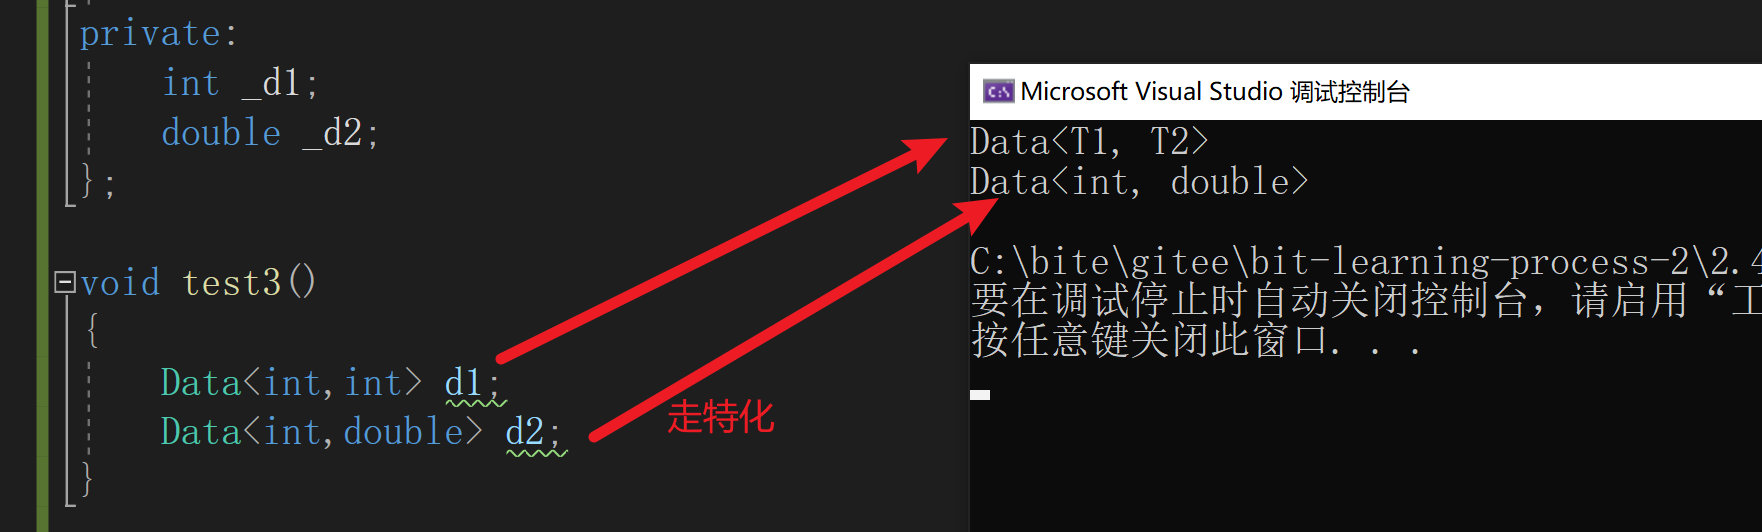 private:
int _d1;
double _d2;
};
void test3()
{
Data<int,int> d1;
Data<int,double> d2;
}
走特化
Microsoft Visual Studio 调试控制台
Data<T1, T2>
Data<int, double>
C:\bite\gitee\bit-learning-process-2\2.4
要在调试停止时自动关闭控制台，请启用“工
按任意键关闭此窗口. . .